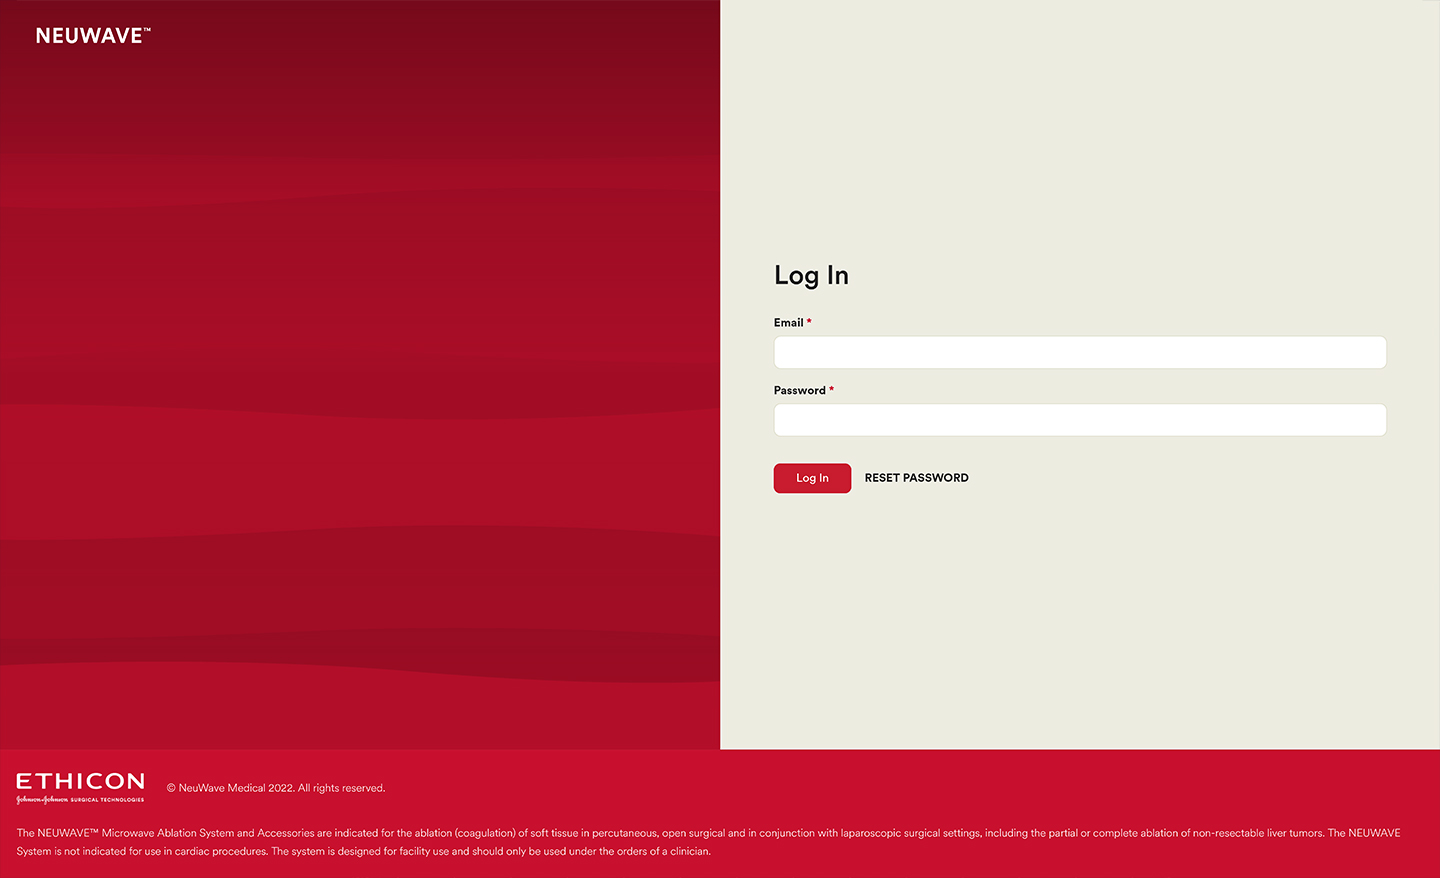 NEUWAVE™
Log In
Email *
Password *
Log In RESET PASSWORD
ETHICON
Johnson & Johnson SURGICAL TECHNOLOGIES
© NeuWave Medical 2022. All rights reserved.
The NEUWAVE™ Microwave Ablation System and Accessories are indicated for the ablation (coagulation) of soft tissue in percutaneous, open surgical and in conjunction with laparoscopic surgical settings, including the partial or complete ablation of non-resectable liver tumors. The NEUWAVE
System is not indicated for use in cardiac procedures. The system is designed for facility use and should only be used under the orders of a clinician.